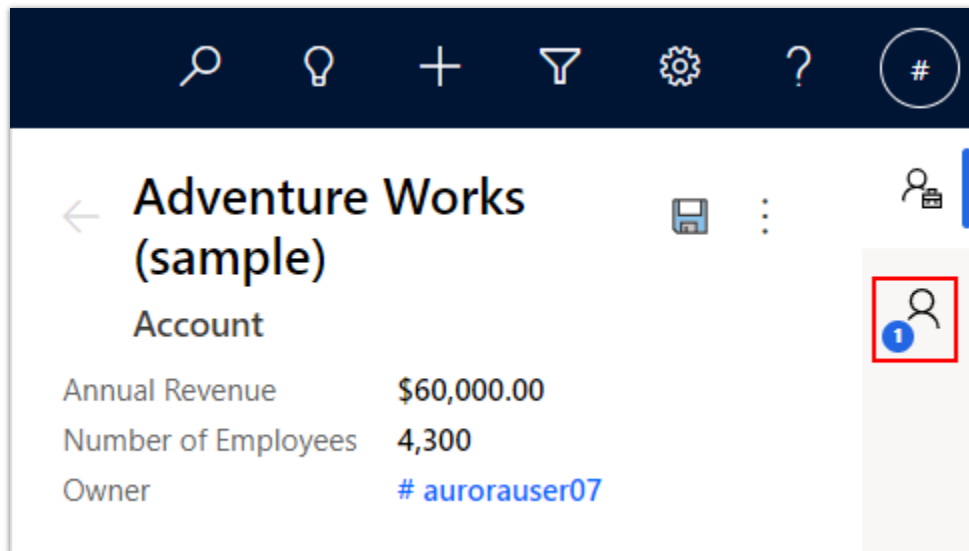 ?
#
Adventure Works
(sample)
Account
1
Annual Revenue $60,000.00
Number of Employees 4,300
Owner # aurorauser07